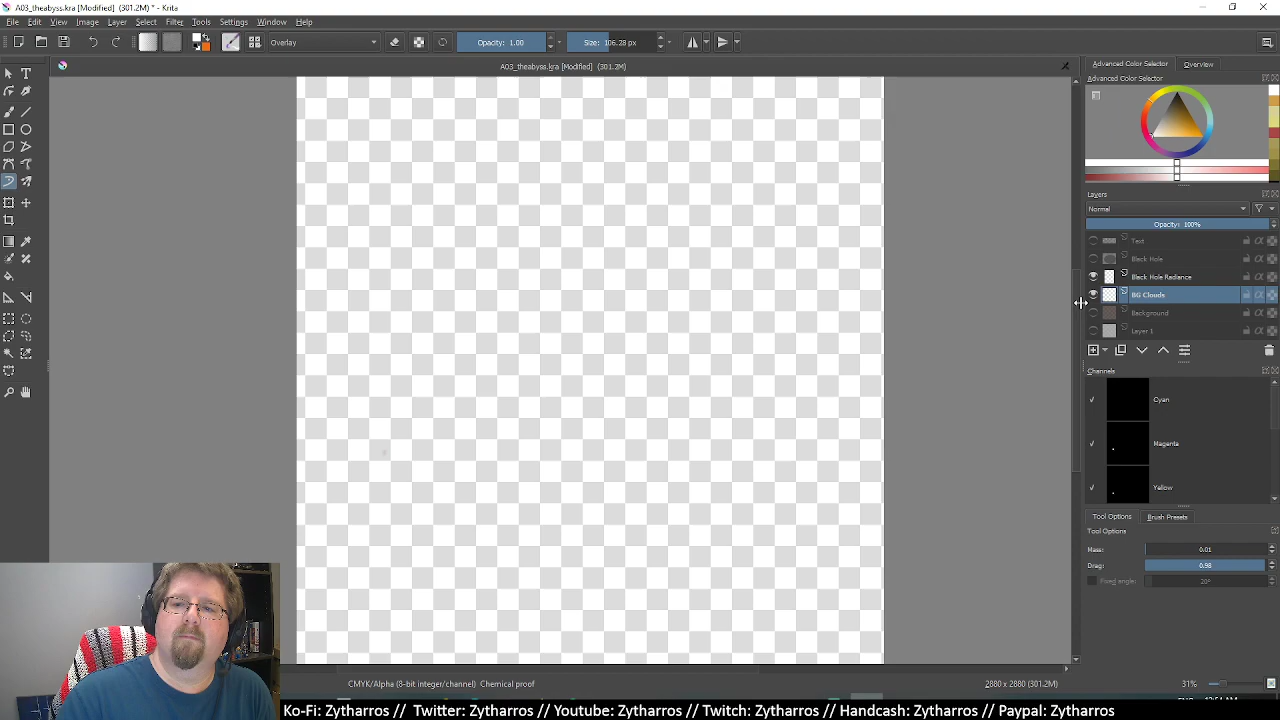 A03_theabyss.kra [Modified] (301.2M) * - Krita
File Edit View Image Layer Select Filter Tools Settings Window Help
Overlay Opacity: 1.00 Size: 106.28 px
A03_theabyss.kra [Modified] (301.2M)
Advanced Color Selector Overview
Advanced Color Selector
Layers
Normal
Opacity: 100%
Text
Black Hole
Black Hole Radiance
BG Clouds
Background
Layer 1
Channels
Cyan
Magenta
Yellow
Tool Options Brush Presets
Tool Options
Mass: 0.01
Drag: 0.98
Fixed angle: 20°
CMYK/Alpha (8-bit integer/channel) Chemical proof 2880 x 2880 (301.2M) 31%
Ko-Fi: Zytharros // Twitter: Zytharros // Youtube: Zytharros // Twitch: Zytharros // Handcash: Zytharros // Paypal: Zytharros